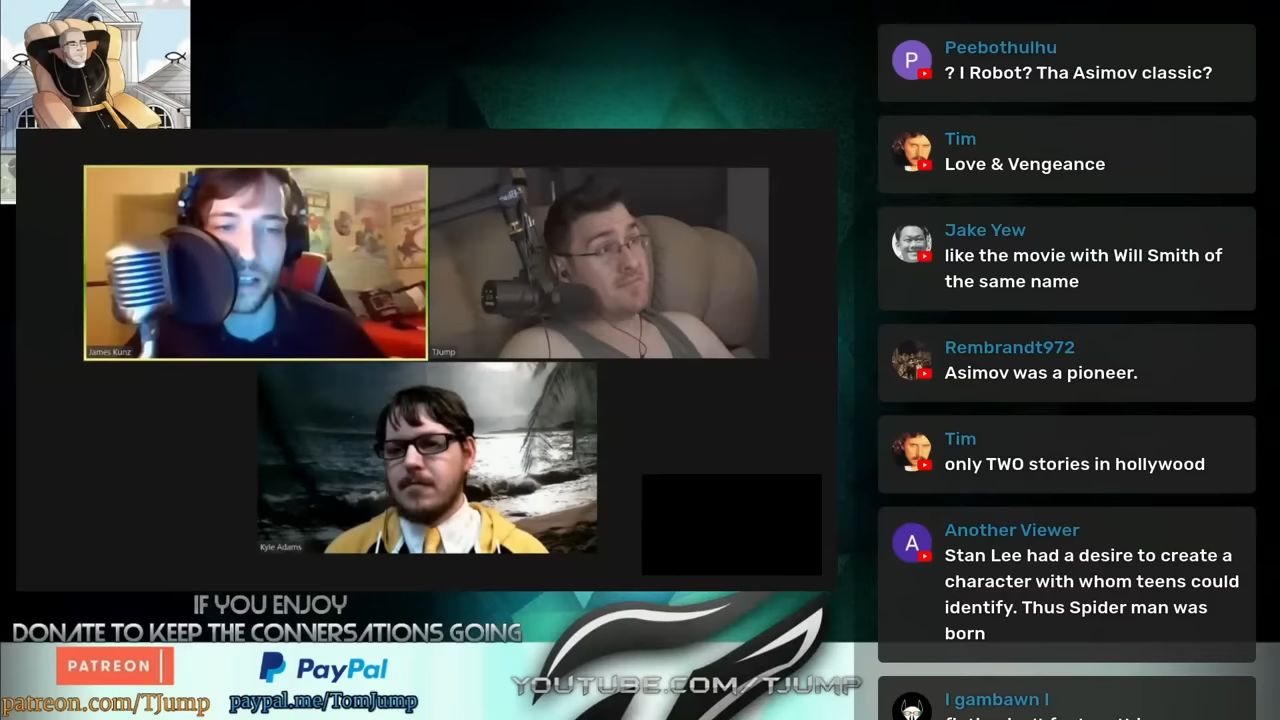 James Kunz
TJump
Kyle Adams
IF YOU ENJOY
DONATE TO KEEP THE CONVERSATIONS GOING
PATREON
PayPal
patreon.com/TJump
paypal.me/TomJump
YOUTUBE.COM/TJUMP
P
Peebothulhu
? I Robot? Tha Asimov classic?
Tim
Love & Vengeance
Jake Yew
like the movie with Will Smith of
the same name
Rembrandt972
Asimov was a pioneer.
Tim
only TWO stories in hollywood
A
Another Viewer
Stan Lee had a desire to create a
character with whom teens could
identify. Thus Spider man was
born
I gambawn I